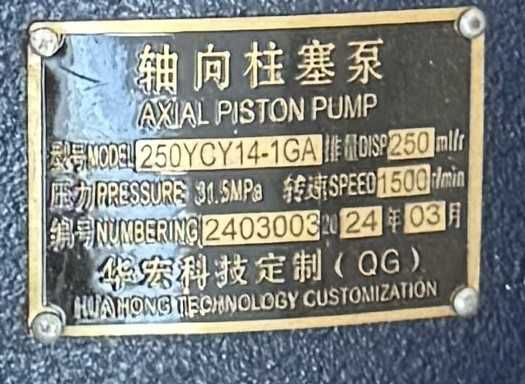 轴向柱塞泵
AXIAL PISTON PUMP
型号MODEL 250YCY14-1GA 排量DISP 250 ml/r
压力PRESSURE 31.5MPa 转速SPEED 1500 r/min
编号NUMBERING 2403003 2024年03月
华宏科技定制(QG)
HUA HONG TECHNOLOGY CUSTOMIZATION